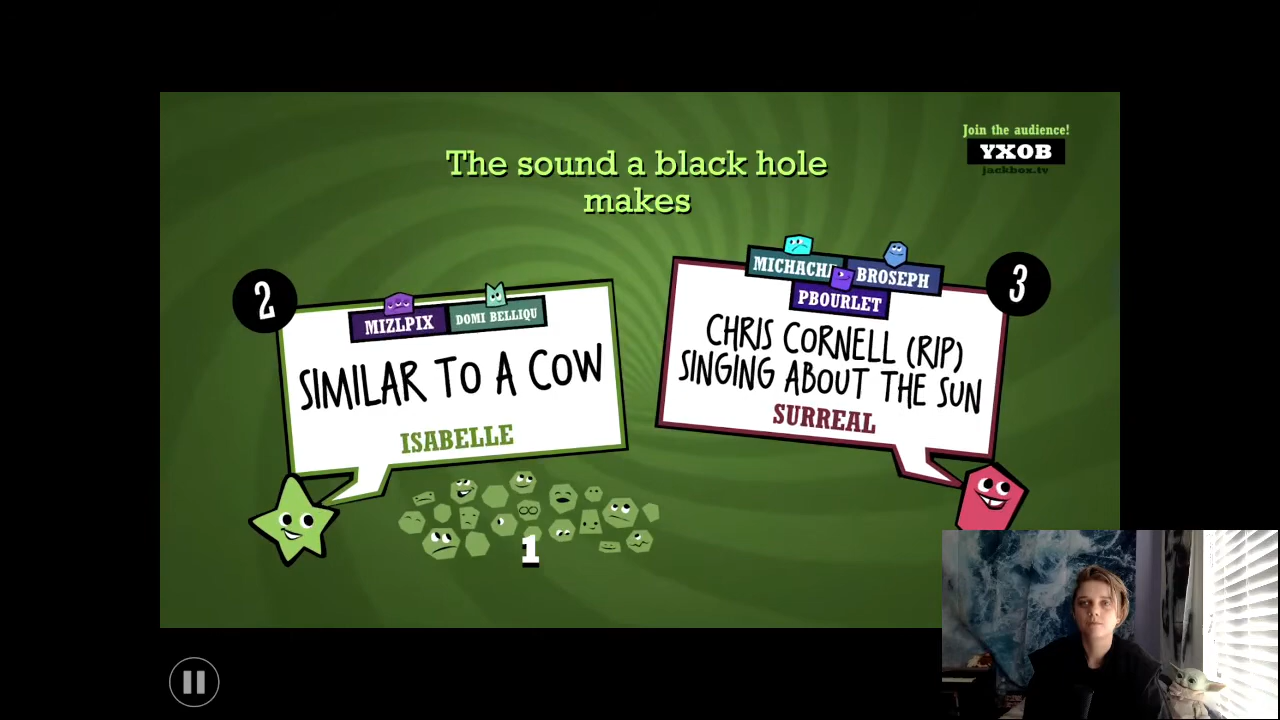 Join the audience!
YXOB
jackbox.tv
The sound a black hole
makes
2
MIZLPIX
DOMI BELLIQU
SIMILAR TO A COW
ISABELLE
3
BROSEPH
PBOURLET
CHRIS CORNELL (RIP)
SINGING ABOUT THE SUN
SURREAL
1